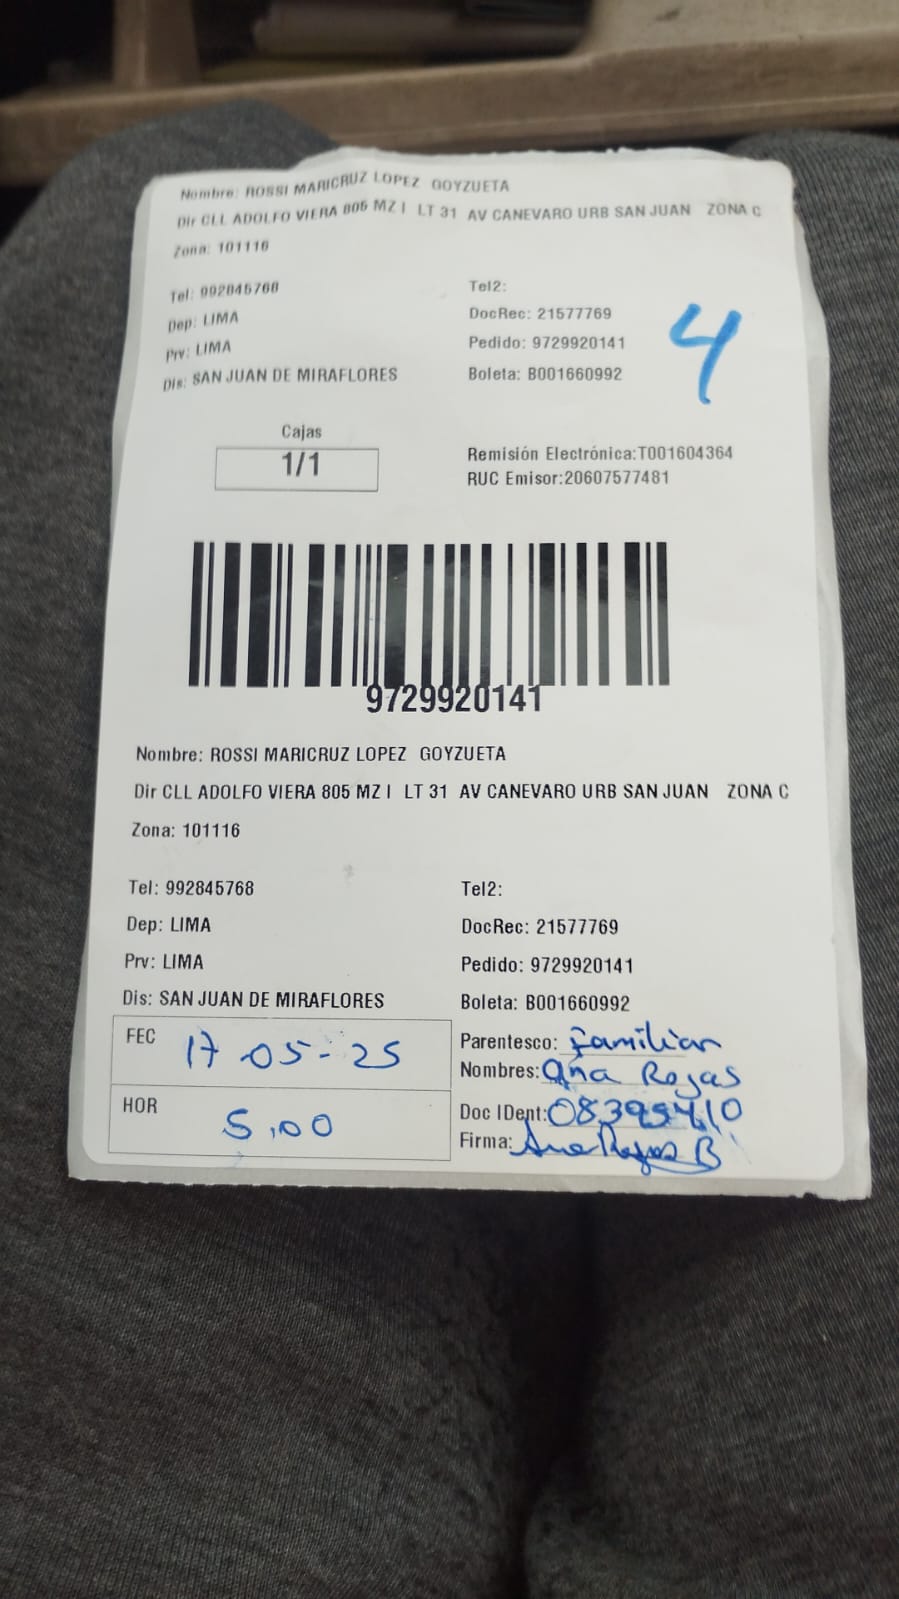 Nombre: ROSSI MARICRUZ LOPEZ GOYZUETA
Dir CLL ADOLFO VIERA 805 MZ I LT 31 AV CANEVARO URB SAN JUAN ZONA C
Zona: 101116
Tel: 992845768 Tel2:
Dep: LIMA DocRec: 21577769
Prv: LIMA Pedido: 9729920141
Dis: SAN JUAN DE MIRAFLORES Boleta: B001660992
4
Cajas
1/1
Remisión Electrónica:T001604364
RUC Emisor:20607577481
9729920141
Nombre: ROSSI MARICRUZ LOPEZ GOYZUETA
Dir CLL ADOLFO VIERA 805 MZ I LT 31 AV CANEVARO URB SAN JUAN ZONA C
Zona: 101116
Tel: 992845768 Tel2:
Dep: LIMA DocRec: 21577769
Prv: LIMA Pedido: 9729920141
Dis: SAN JUAN DE MIRAFLORES Boleta: B001660992
FEC 17-05-25
HOR 5,00
Parentesco: Familiar
Nombres: Ana Rojas
Doc IDent:
Firma: Ana Rojas B